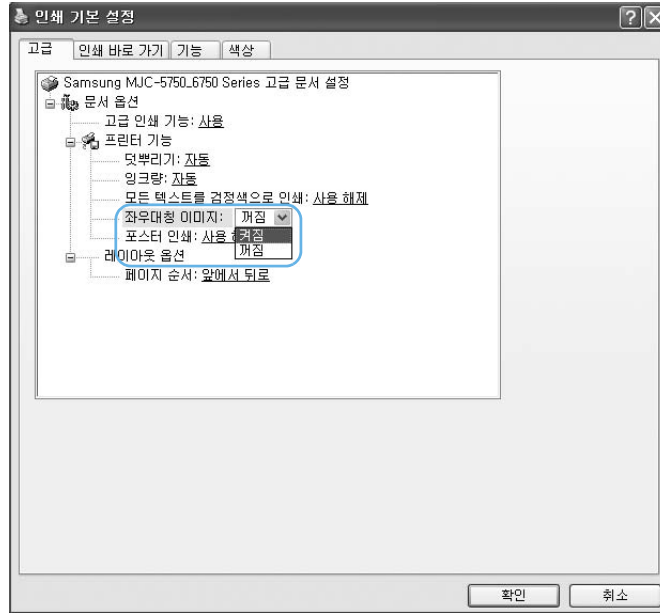 인쇄 기본 설정
고급 인쇄 바로 가기 기능 색상
Samsung MJC-5750_6750 Series 고급 문서 설정
문서 옵션
고급 인쇄 기능: 사용
프린터 기능
덧뿌리기: 자동
잉크량: 자동
모든 텍스트를 검정색으로 인쇄: 사용 해제
좌우대칭 이미지: 꺼짐
포스터 인쇄: 사용
켜짐
꺼짐
레이아웃 옵션
페이지 순서: 앞에서 뒤로
확인 취소